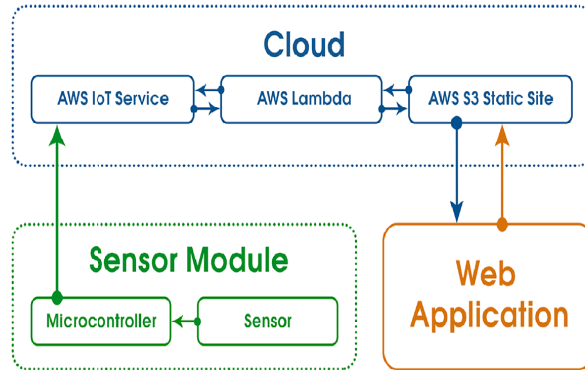 Cloud
AWS IoT Service
AWS Lambda
AWS S3 Static Site
Sensor Module
Microcontroller
Sensor
Web
Application